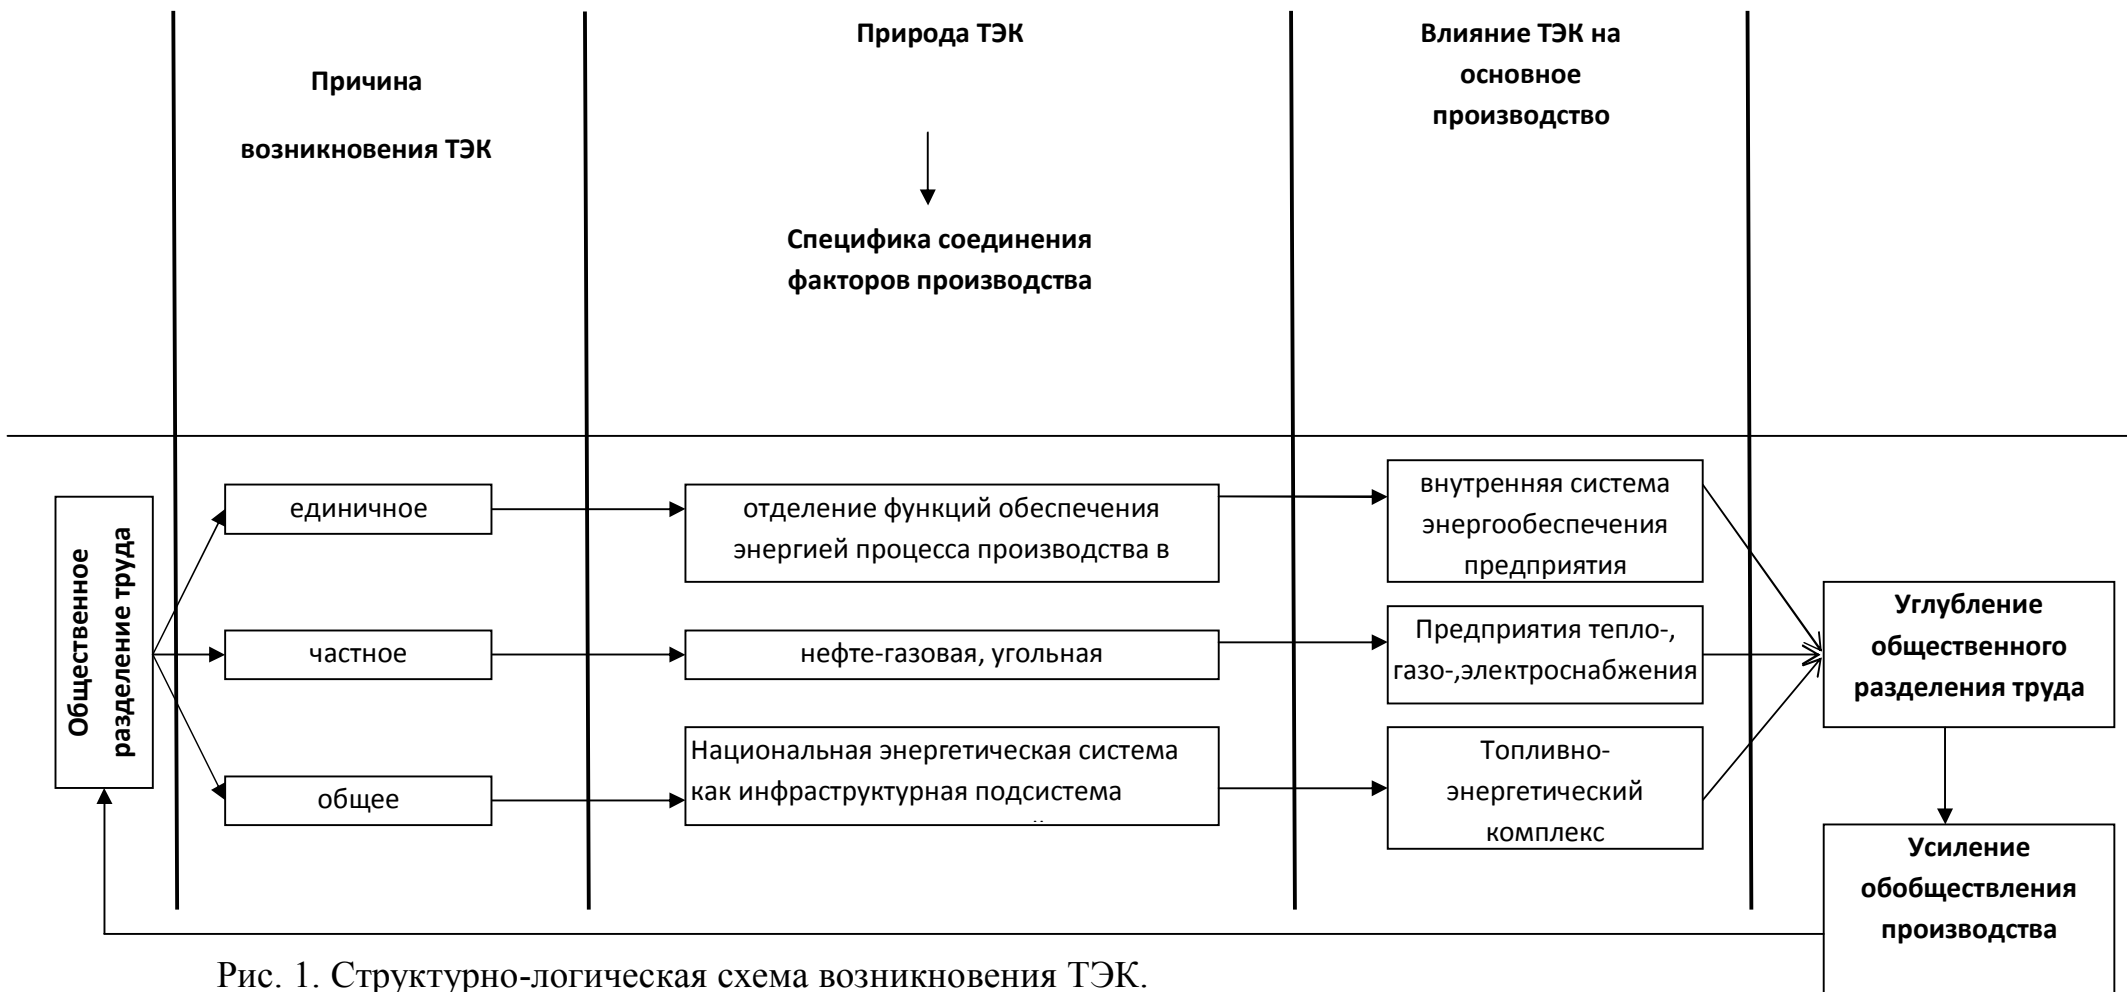 Причина
возникновения ТЭК
Природа ТЭК
Специфика соединения
факторов производства
Влияние ТЭК на
основное
производство
Общественное
разделение труда
единичное
отделение функций обеспечения
энергией процесса производства в
внутренняя система
энергообеспечения
предприятия
частное
нефте-газовая, угольная
Предприятия тепло-,
газо-,электроснабжения
общее
Национальная энергетическая система
как инфраструктурная подсистема
Топливно-
энергетический
комплекс
Углубление
общественного
разделения труда
Усиление
обобществления
производства
Рис. 1. Структурно-логическая схема возникновения ТЭК.